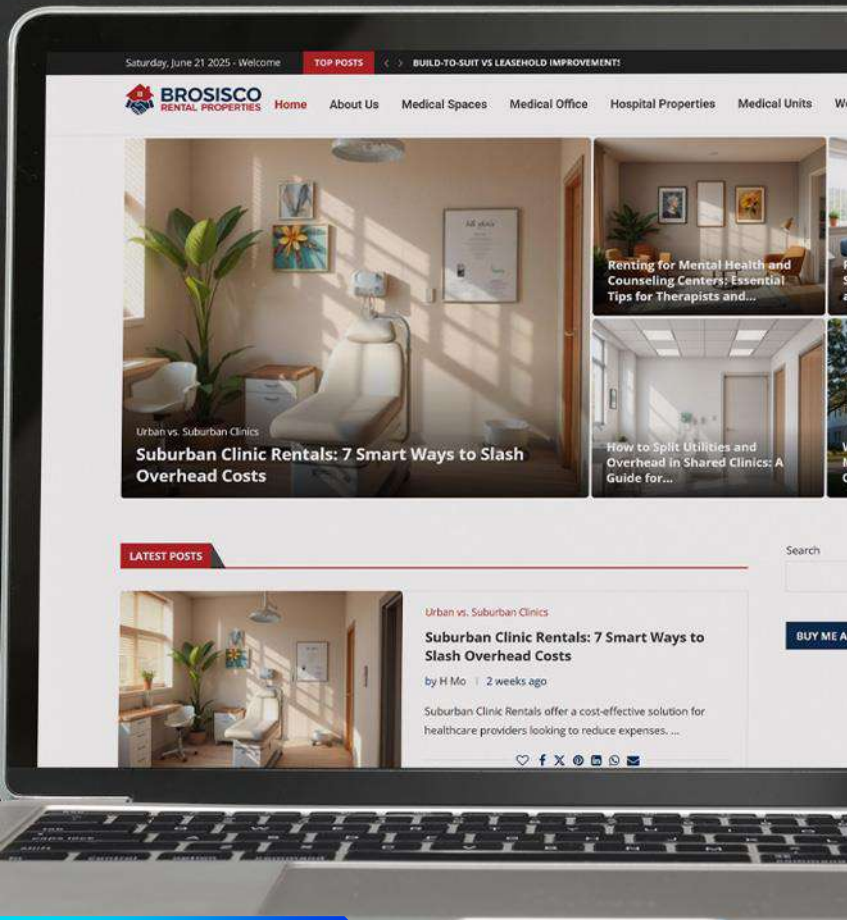 Saturday, June 21 2025 - Welcome
TOP POSTS
BUILD-TO-SUIT VS LEASEHOLD IMPROVEMENTS
BROSISCO
RENTAL PROPERTIES
Home
About Us
Medical Spaces
Medical Office
Hospital Properties
Medical Units
Urban vs. Suburban Clinics
Suburban Clinic Rentals: 7 Smart Ways to Slash
Overhead Costs
Renting for Mental Health and
Counseling Centers: Essential
Tips for Therapists and...
How to Split Utilities and
Overhead in Shared Clinics: A
Guide for...
LATEST POSTS
Search
Urban vs. Suburban Clinics
Suburban Clinic Rentals: 7 Smart Ways to
Slash Overhead Costs
by H Mo
2 weeks ago
BUY ME A
Suburban Clinic Rentals offer a cost-effective solution for
healthcare providers looking to reduce expenses. ...
control
option
command